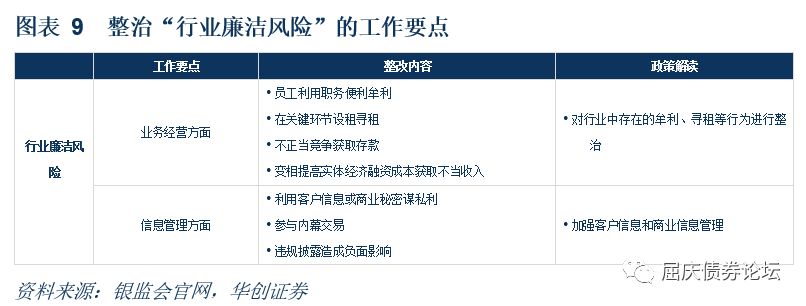 图表 9 整治“行业廉洁风险”的工作要点
工作要点 整改内容 政策解读
行业廉洁风
险
业务经营方面
• 员工利用职务便利牟利
• 在关键环节设租寻租
• 不正当竞争获取存款
• 变相提高实体经济融资成本获取不当收入
• 对行业中存在的牟利、寻租等行为进行整
治
信息管理方面
• 利用客户信息或商业秘密谋私利
• 参与内幕交易
• 违规披露造成负面影响
• 加强客户信息和商业信息管理
资料来源：银监会官网，华创证券
屈庆债券论坛